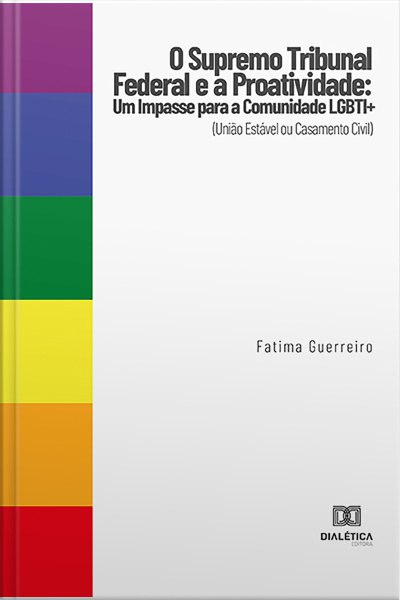 O Supremo Tribunal
Federal e a Proatividade:
Um Impasse para a Comunidade LGBTI+
(União Estável ou Casamento Civil)
Fatima Guerreiro
DIALÉTICA
EDITORA